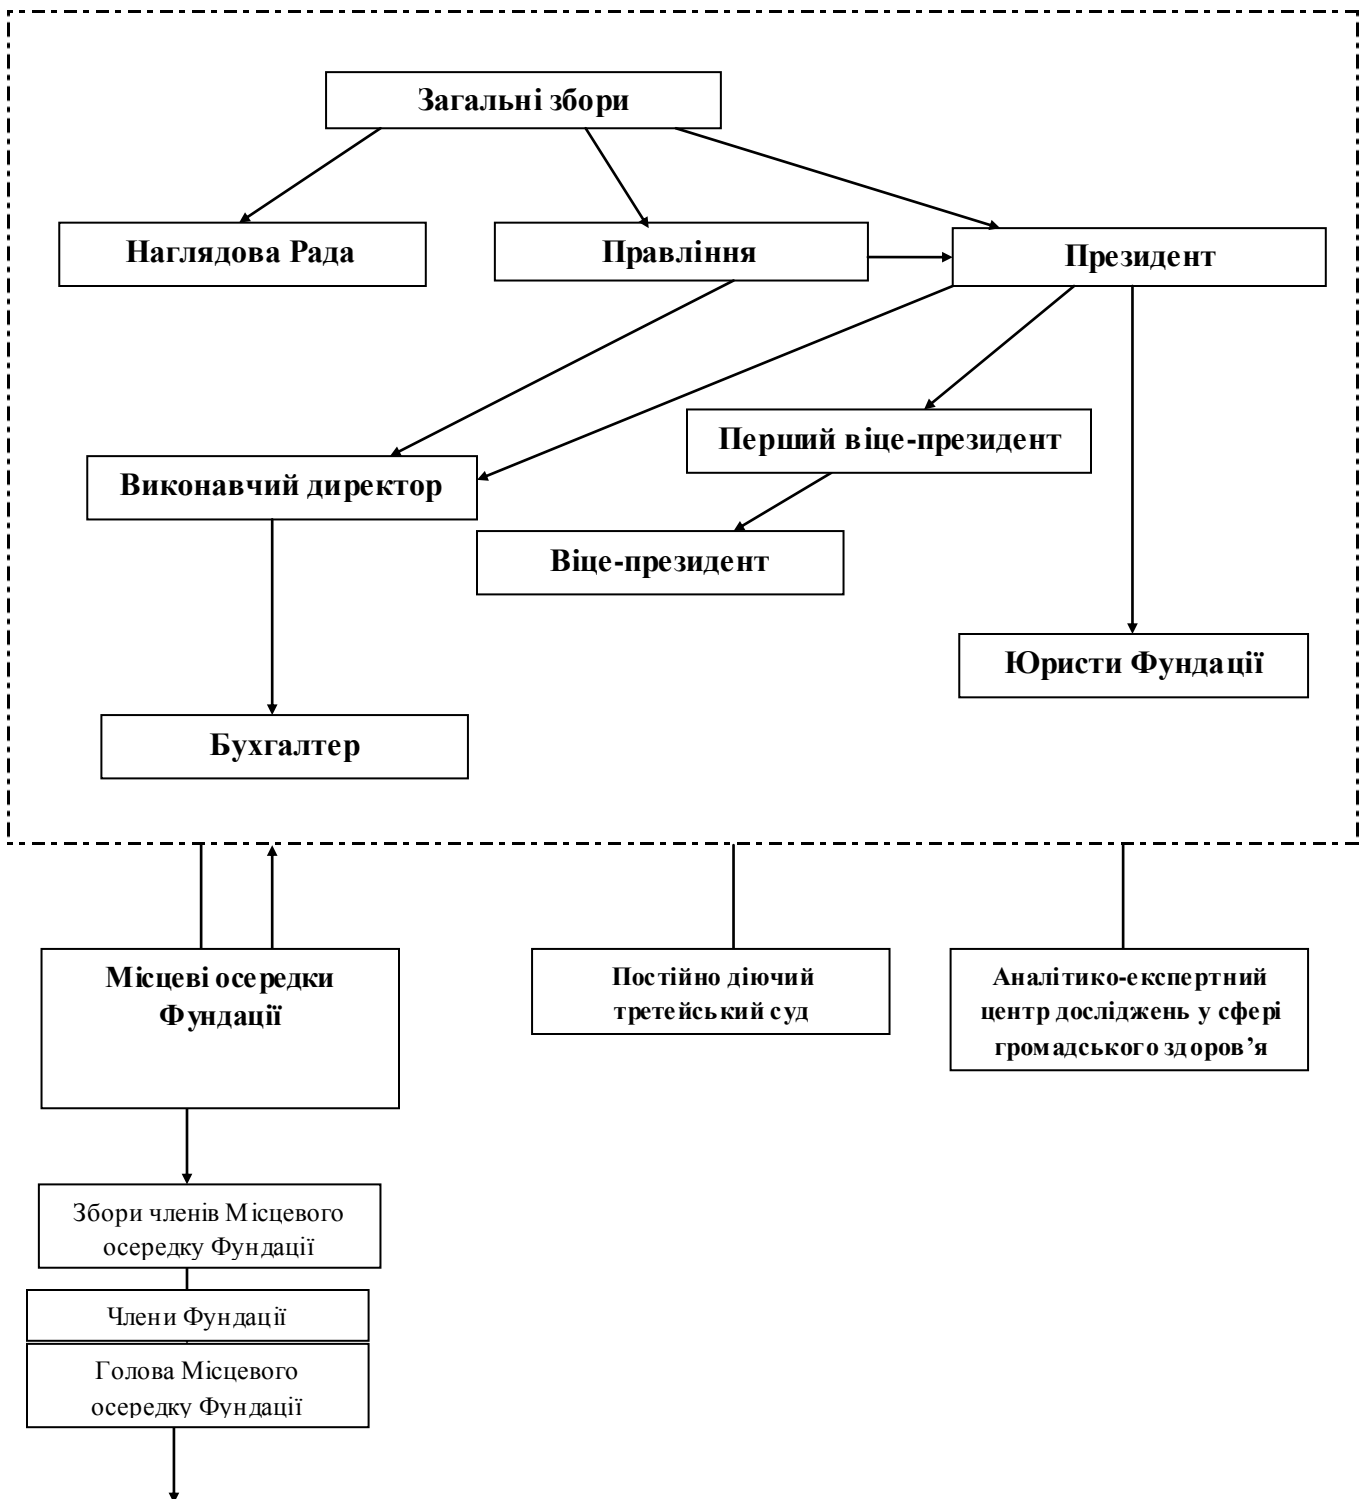 Загальні збори
Наглядова Рада
Правління
Президент
Перший віце-президент
Виконавчий директор
Віце-президент
Юристи Фундації
Бухгалтер
Місцеві осередки
Фундації
Постійно діючий
третейський суд
Аналітико-експертний
центр досліджень у сфері
громадського здоров’я
Збори членів Місцевого
осередку Фундації
Члени Фундації
Голова Місцевого
осередку Фундації